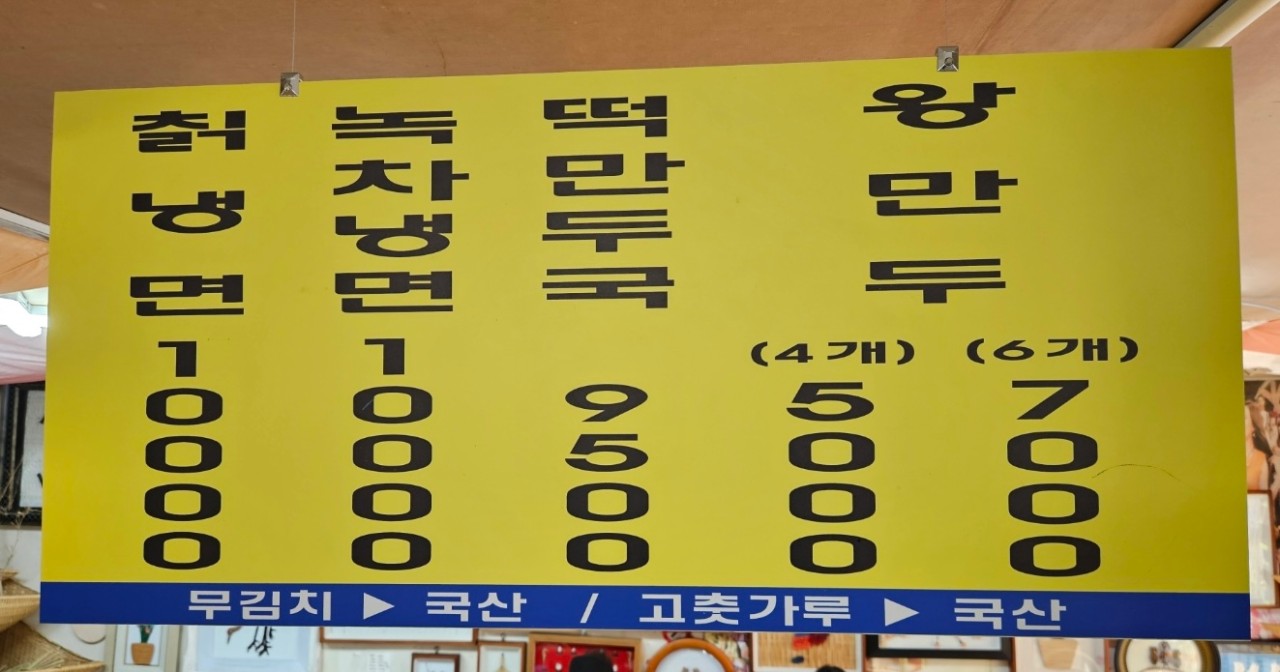 칡냉면 10000
녹차냉면 10000
떡만두국 9500
왕만두
(4개) 5000
(6개) 7000
무김치 ▶ 국산 / 고춧가루 ▶ 국산